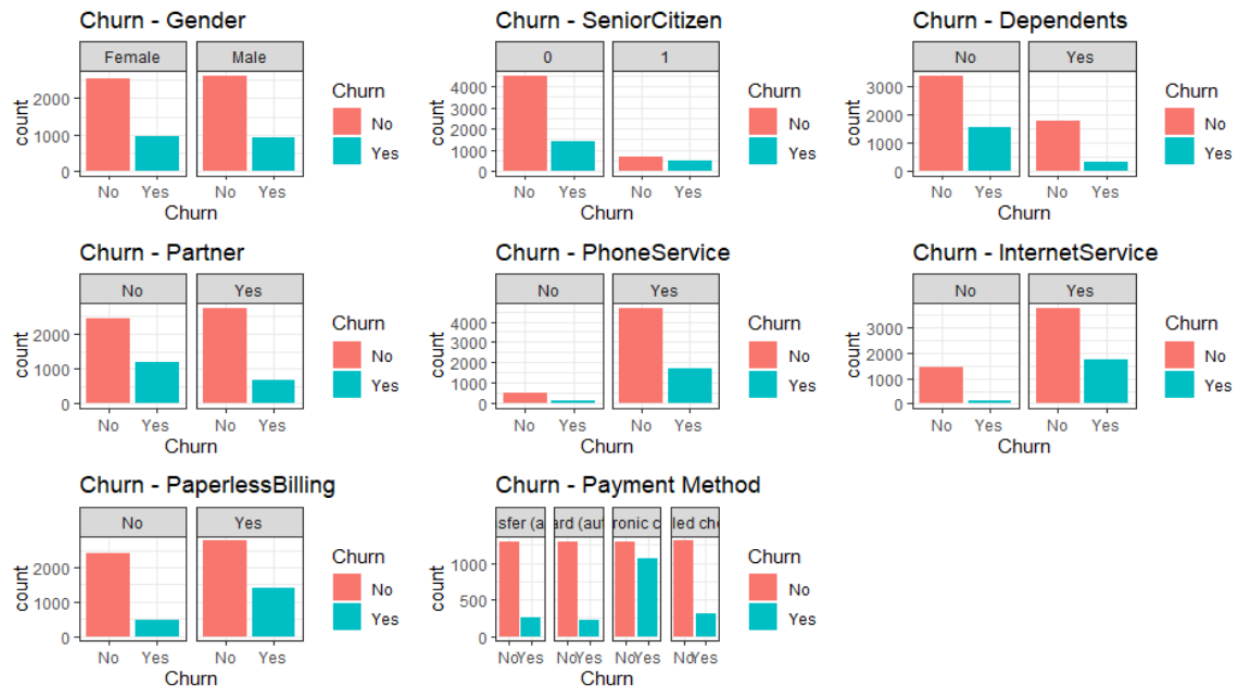 Churn - Gender
Female Male
count
2000
1000
0
No Yes No Yes
Churn
Churn
No
Yes
Churn - SeniorCitizen
0 1
count
4000
3000
2000
1000
0
No Yes No Yes
Churn
Churn
No
Yes
Churn - Dependents
No Yes
count
3000
2000
1000
0
No Yes No Yes
Churn
Churn
No
Yes
Churn - Partner
No Yes
count
2000
1000
0
No Yes No Yes
Churn
Churn
No
Yes
Churn - PhoneService
No Yes
count
4000
3000
2000
1000
0
No Yes No Yes
Churn
Churn
No
Yes
Churn - InternetService
No Yes
count
3000
2000
1000
0
No Yes No Yes
Churn
Churn
No
Yes
Churn - PaperlessBilling
No Yes
count
2000
1000
0
No Yes No Yes
Churn
Churn
No
Yes
Churn - Payment Method
sfer (a ard (aut ronic c led che
count
1000
500
0
No Yes No Yes No Yes No Yes
Churn
Churn
No
Yes